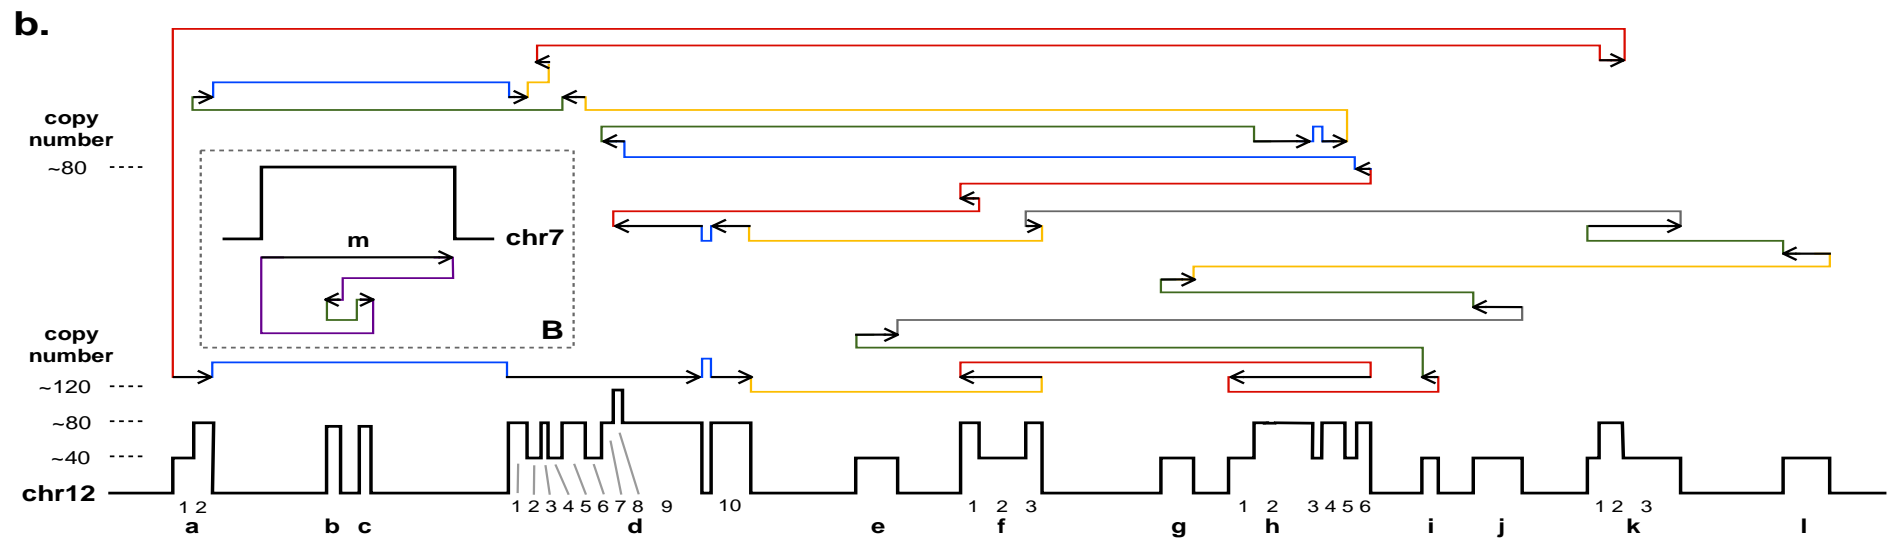 b.
copy
number
~80
chr7
m
B
copy
number
~120
~80
~40
chr12
1 2 1 2 3 4 5 6 7 8 9 10 1 2 3 1 2 3 4 5 6 1 2 3
a b c d e f g h i j k l